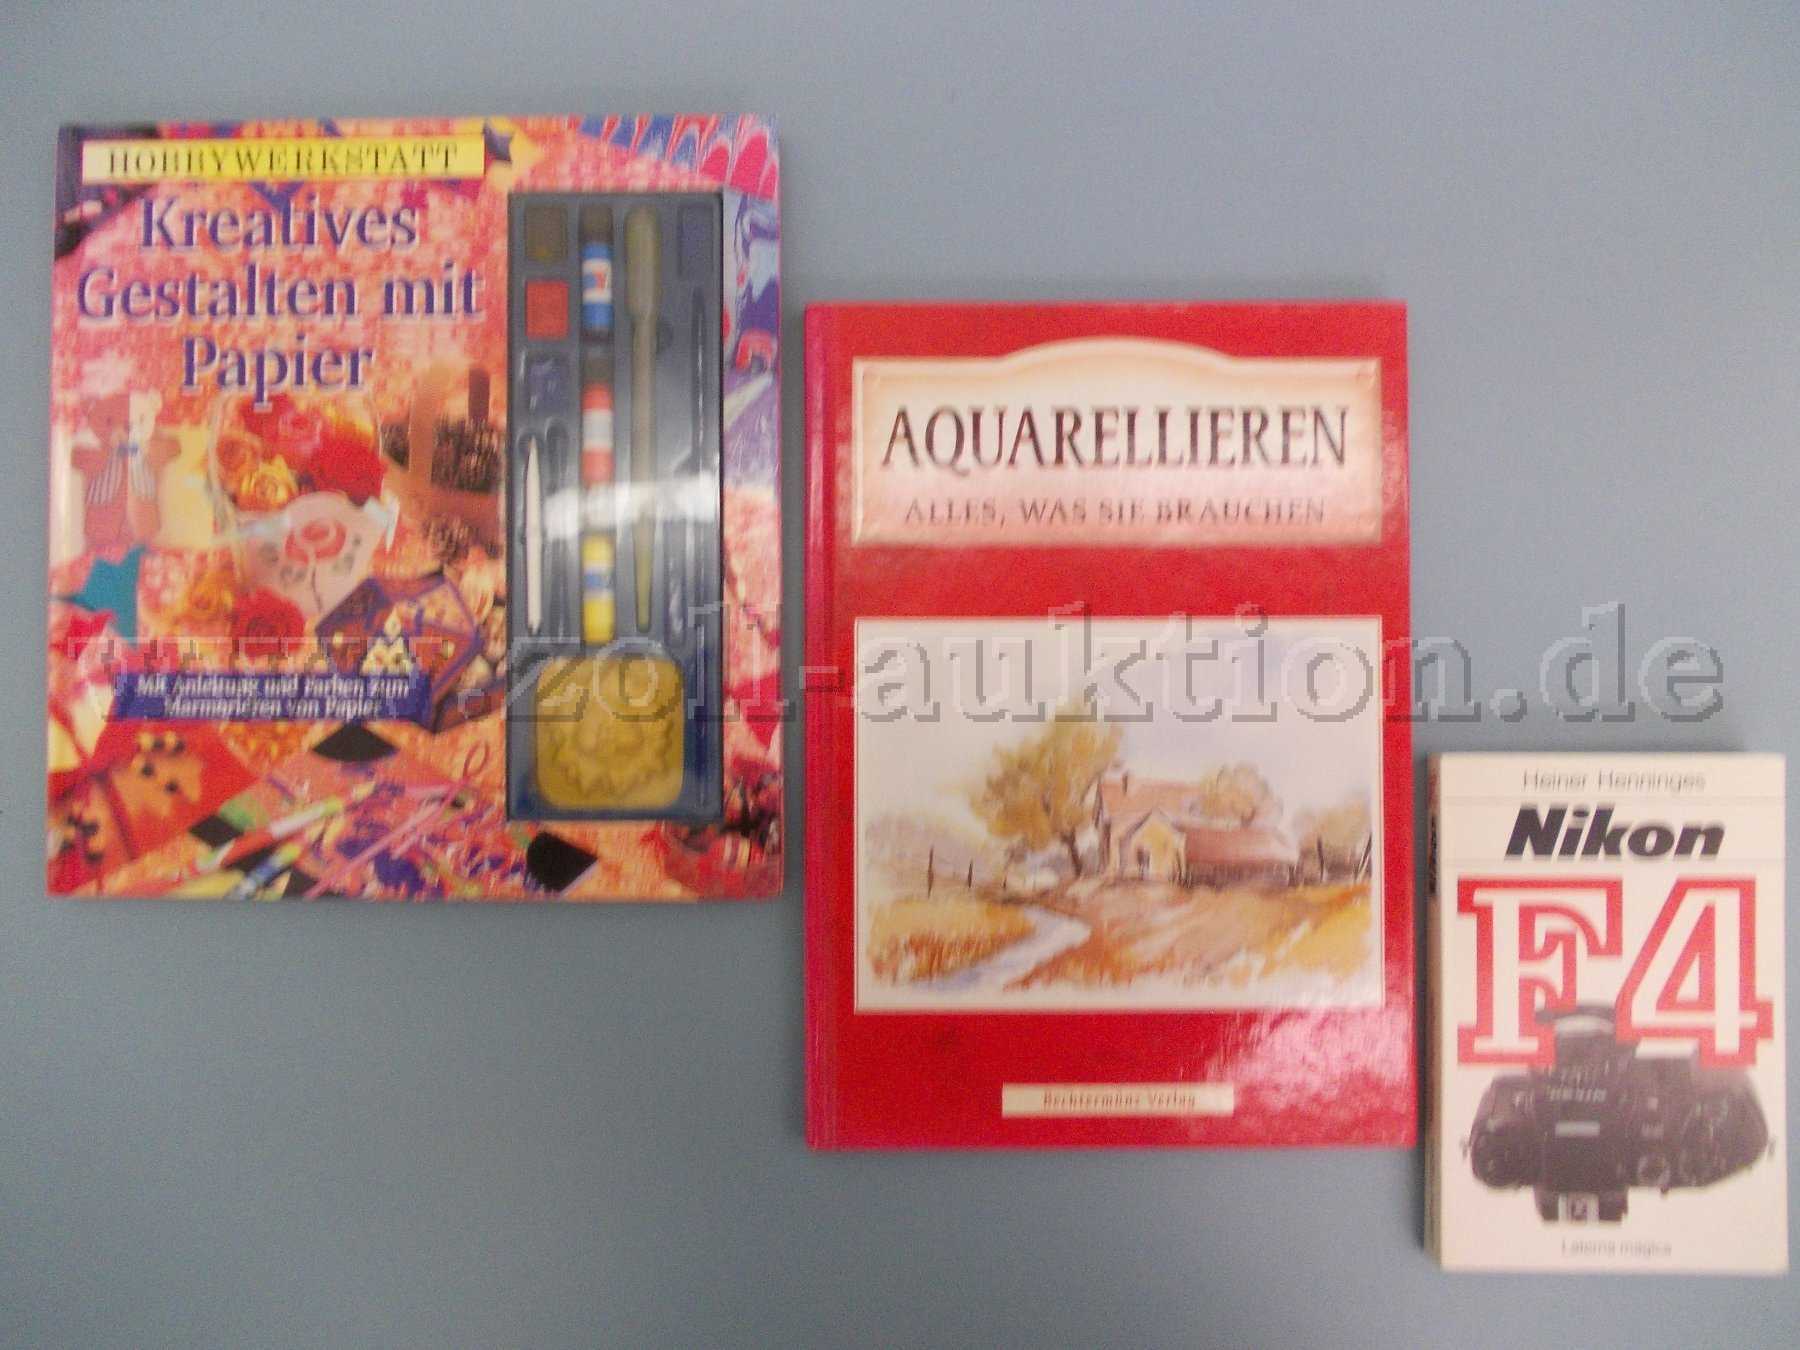 HOBBYWERKSTATT
Kreatives
Gestalten mit
Papier
Mit Anleitung und Farben zum
Marmorieren von Papier
AQUARELLIEREN
ALLES, WAS SIE BRAUCHEN
Bechtermünz Verlag
Heiner Henninges
Nikon
F4
Laterna magica
www.zoll-auktion.de